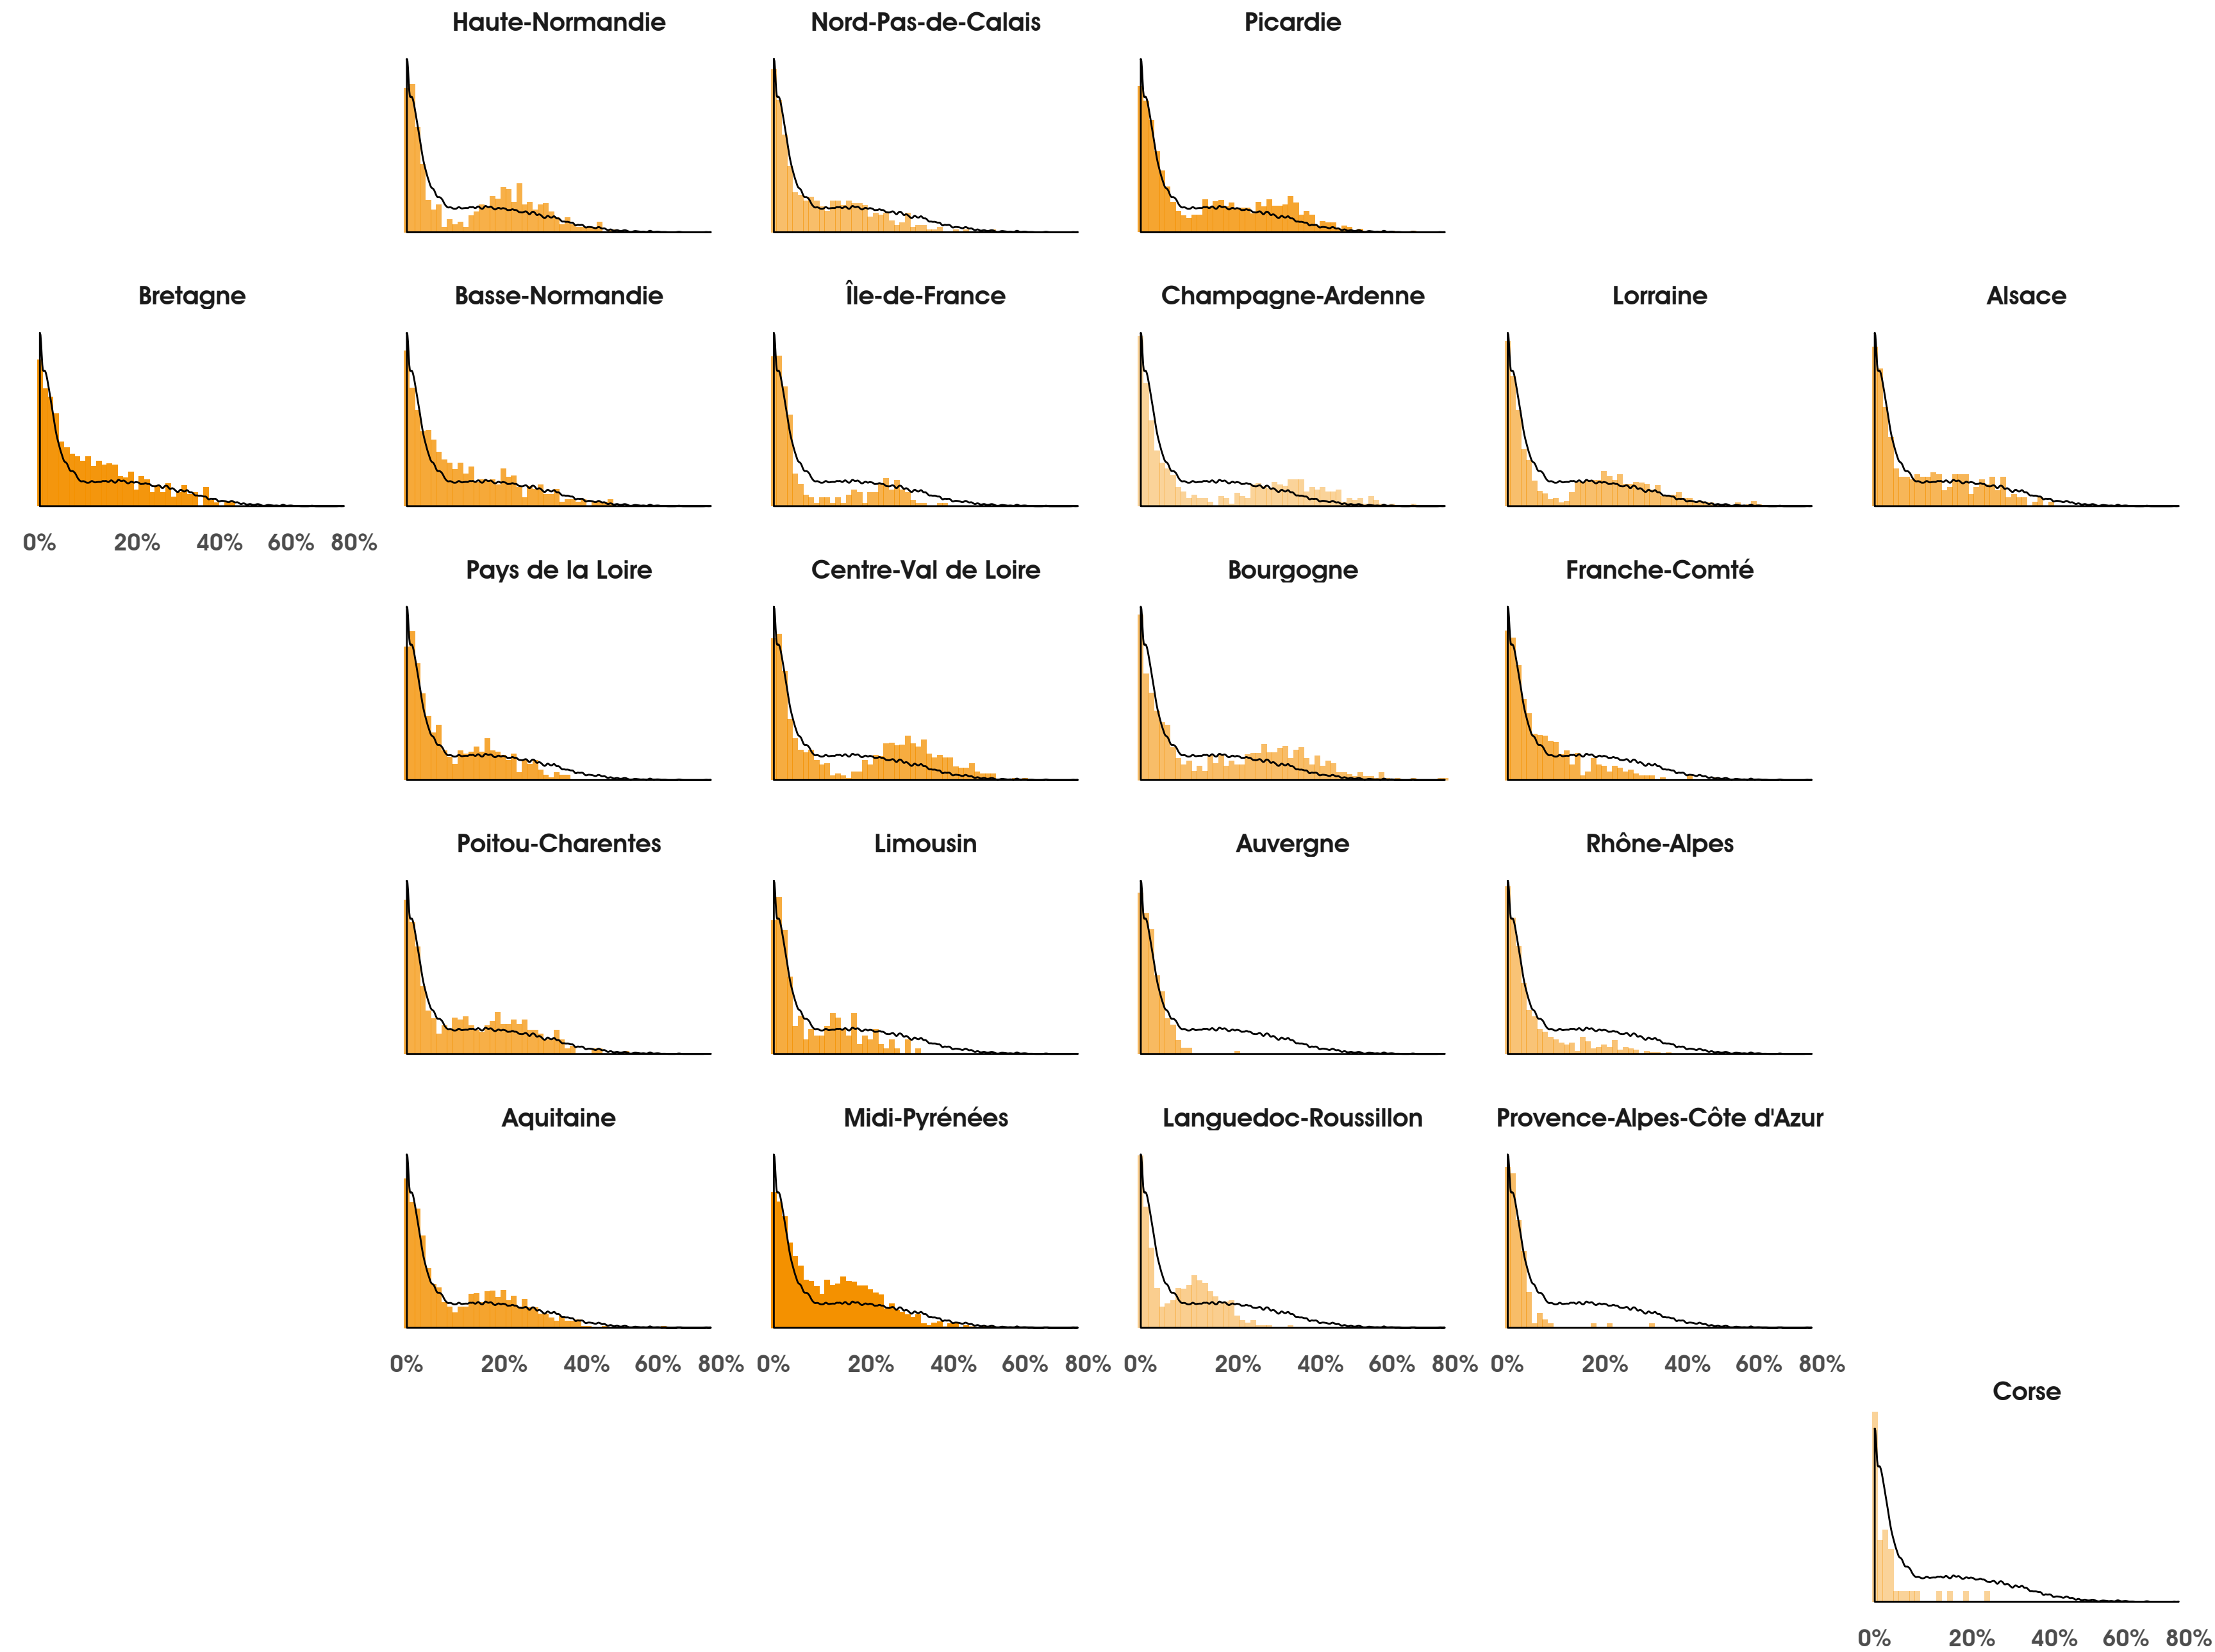 Haute-Normandie Nord-Pas-de-Calais Picardie
Bretagne Basse-Normandie Île-de-France Champagne-Ardenne Lorraine Alsace
0% 20% 40% 60% 80%
Pays de la Loire Centre-Val de Loire Bourgogne Franche-Comté
Poitou-Charentes Limousin Auvergne Rhône-Alpes
Aquitaine Midi-Pyrénées Languedoc-Roussillon Provence-Alpes-Côte d'Azur
0% 20% 40% 60% 80% 0% 20% 40% 60% 80% 0% 20% 40% 60% 80% 0% 20% 40% 60% 80%
Corse
0% 20% 40% 60% 80%